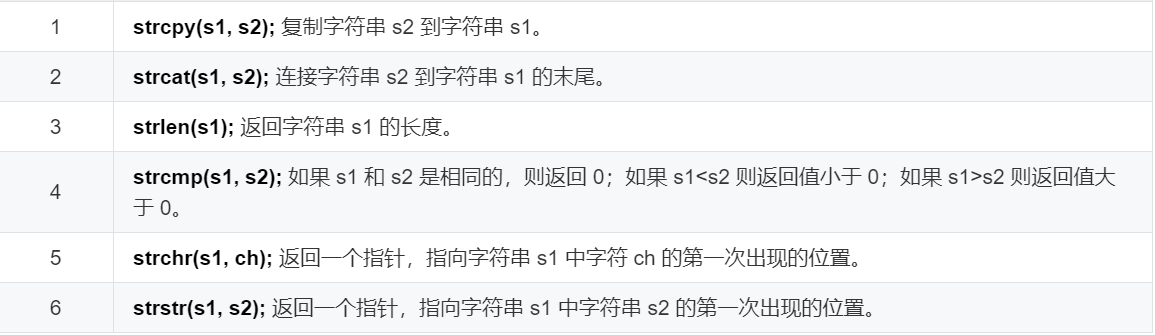 1 strcpy(s1, s2); 复制字符串 s2 到字符串 s1。
2 strcat(s1, s2); 连接字符串 s2 到字符串 s1 的末尾。
3 strlen(s1); 返回字符串 s1 的长度。
4 strcmp(s1, s2); 如果 s1 和 s2 是相同的，则返回 0；如果 s1<s2 则返回值小于 0；如果 s1>s2 则返回值大
于 0。
5 strchr(s1, ch); 返回一个指针，指向字符串 s1 中字符 ch 的第一次出现的位置。
6 strstr(s1, s2); 返回一个指针，指向字符串 s1 中字符串 s2 的第一次出现的位置。